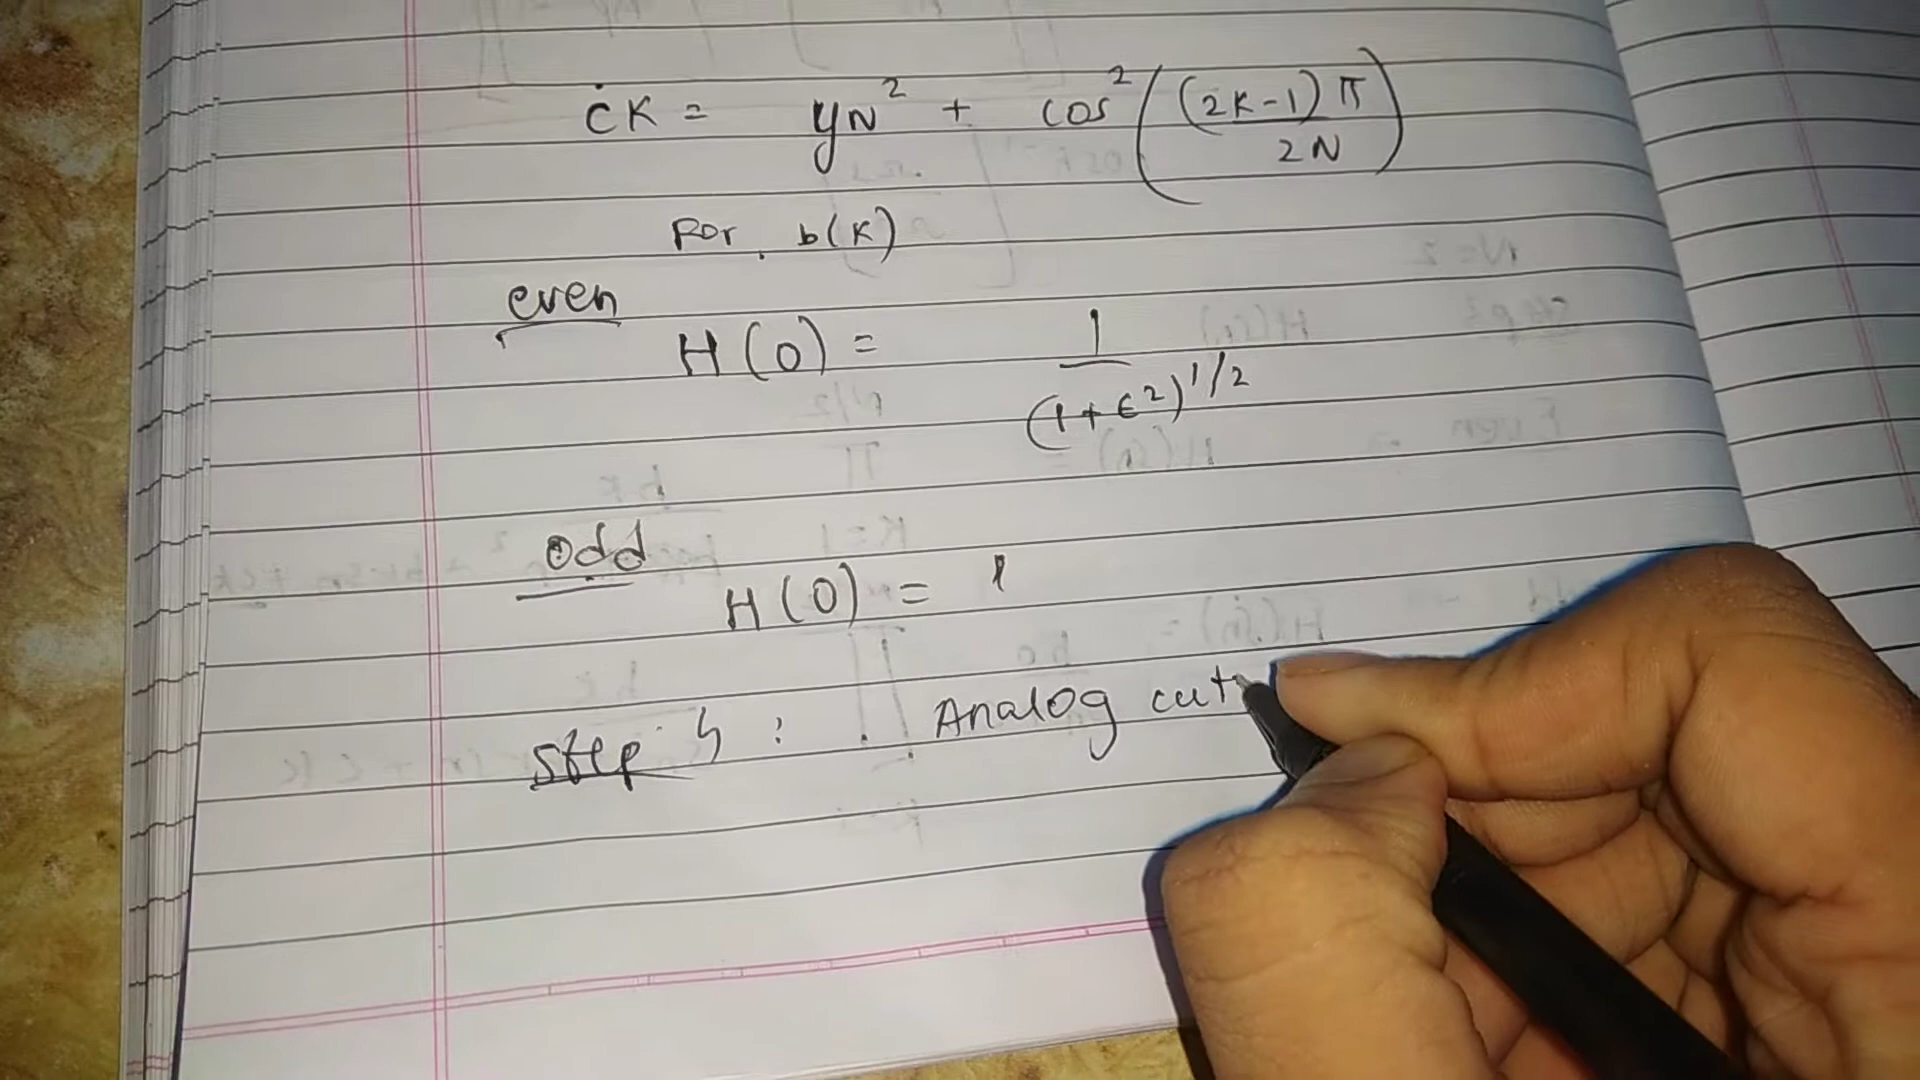 CK = yN² + cos²((2K-1)π / 2N)
For b(K)
even
H(0) = 1 / (1+ϵ²)^1/2
odd
H(0) = 1
step 4 : Analog cut